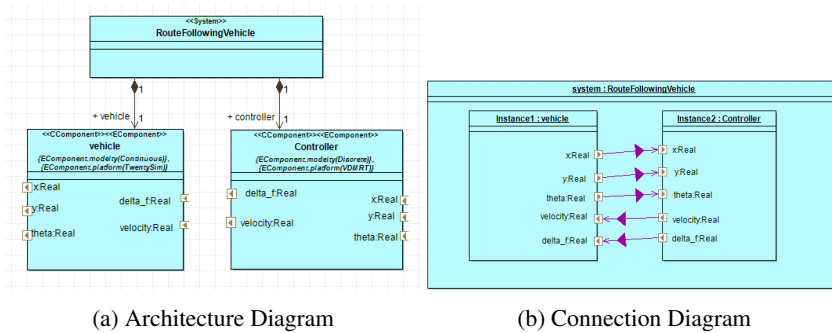 <<System>>
RouteFollowingVehicle
1
1
+ vehicle
1
+ controller
1
<<CComponent>><<EComponent>>
vehicle
{EComponent.modelty(Continuous)},
{EComponent.platform(TwentySim)}
x:Real
y:Real
theta:Real
delta_f:Real
velocity:Real
<<CComponent>><<EComponent>>
Controller
{EComponent.modelty(Discrete)},
{EComponent.platform(VDMRT)}
delta_f:Real
velocity:Real
x:Real
y:Real
theta:Real
(a) Architecture Diagram
system : RouteFollowingVehicle
Instance1 : vehicle
x:Real
y:Real
theta:Real
velocity:Real
delta_f:Real
Instance2 : Controller
x:Real
y:Real
theta:Real
velocity:Real
delta_f:Real
(b) Connection Diagram